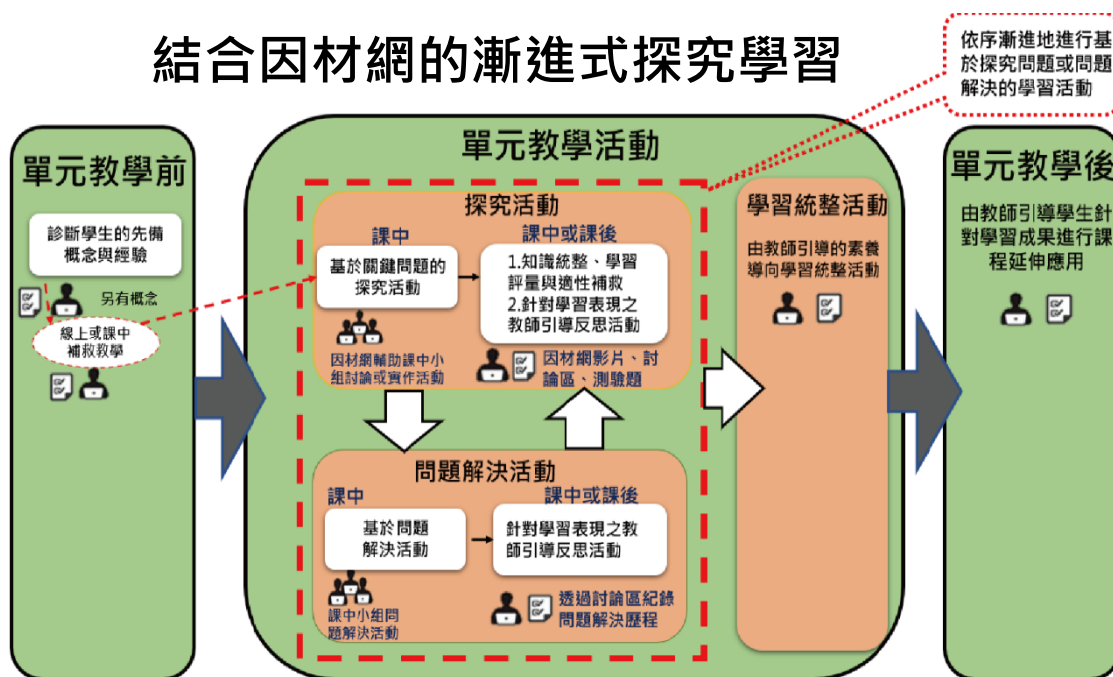 結合因材網的漸進式探究學習
依序漸進地進行基
於探究問題或問題
解決的學習活動
單元教學前
診斷學生的先備
概念與經驗
另有概念
線上或課中
補救教學
單元教學活動
探究活動
課中
基於關鍵問題的
探究活動
因材網輔助課中小
組討論或實作活動
課中或課後
1.知識統整、學習
評量與適性補救
2.針對學習表現之
教師引導反思活動
因材網影片、討
論區、測驗題
問題解決活動
課中
基於問題
解決活動
課中小組問
題解決活動
課中或課後
針對學習表現之教
師引導反思活動
透過討論區紀錄
問題解決歷程
學習統整活動
由教師引導的素養
導向學習統整活動
單元教學後
由教師引導學生針
對學習成果進行課
程延伸應用